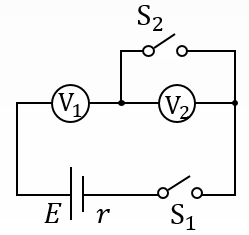 S₂
V₁ V₂
E r S₁